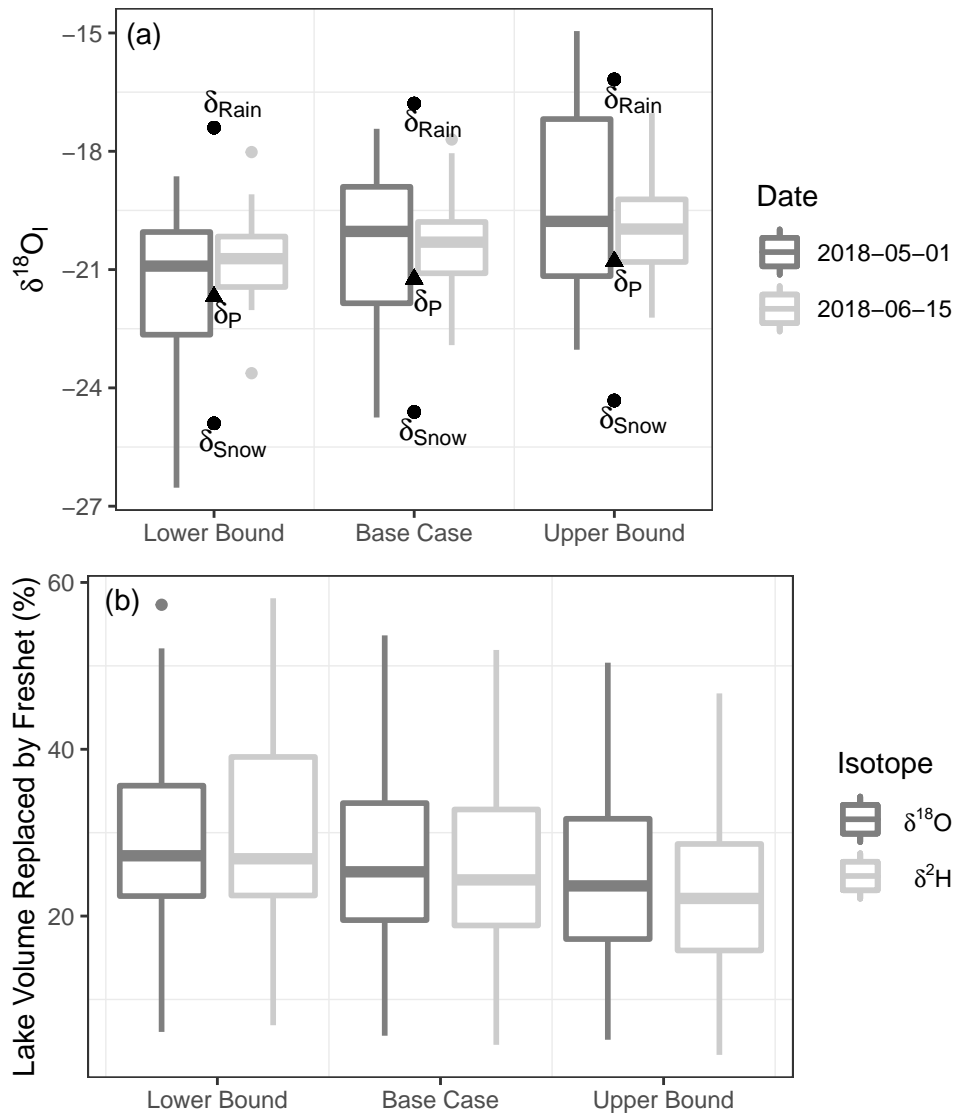 (a)
δ¹⁸Oₗ
−15
−18
−21
−24
−27
δRain
δRain
δRain
δP
δP
δP
δSnow
δSnow
δSnow
Lower Bound
Base Case
Upper Bound
Date
2018−05−01
2018−06−15
(b)
Lake Volume Replaced by Freshet (%)
60
40
20
Lower Bound
Base Case
Upper Bound
Isotope
δ¹⁸O
δ²H